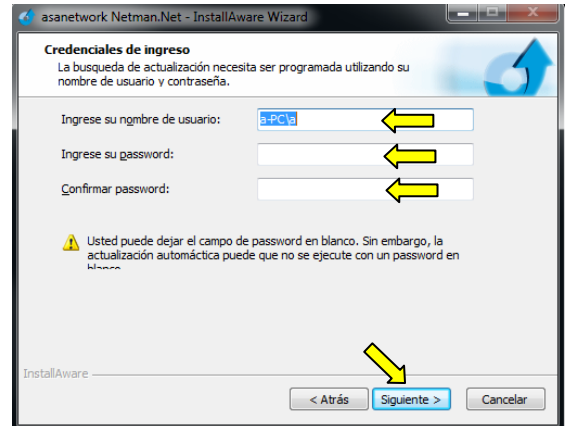 asanetwork Netman.Net - InstallAware Wizard
Credenciales de ingreso
La busqueda de actualización necesita ser programada utilizando su
nombre de usuario y contraseña.
Ingrese su nombre de usuario:
a-PC\a
Ingrese su password:
Confirmar password:
Usted puede dejar el campo de password en blanco. Sin embargo, la
actualización automáctica puede que no se ejecute con un password en
blanco
InstallAware
< Atrás
Siguiente >
Cancelar